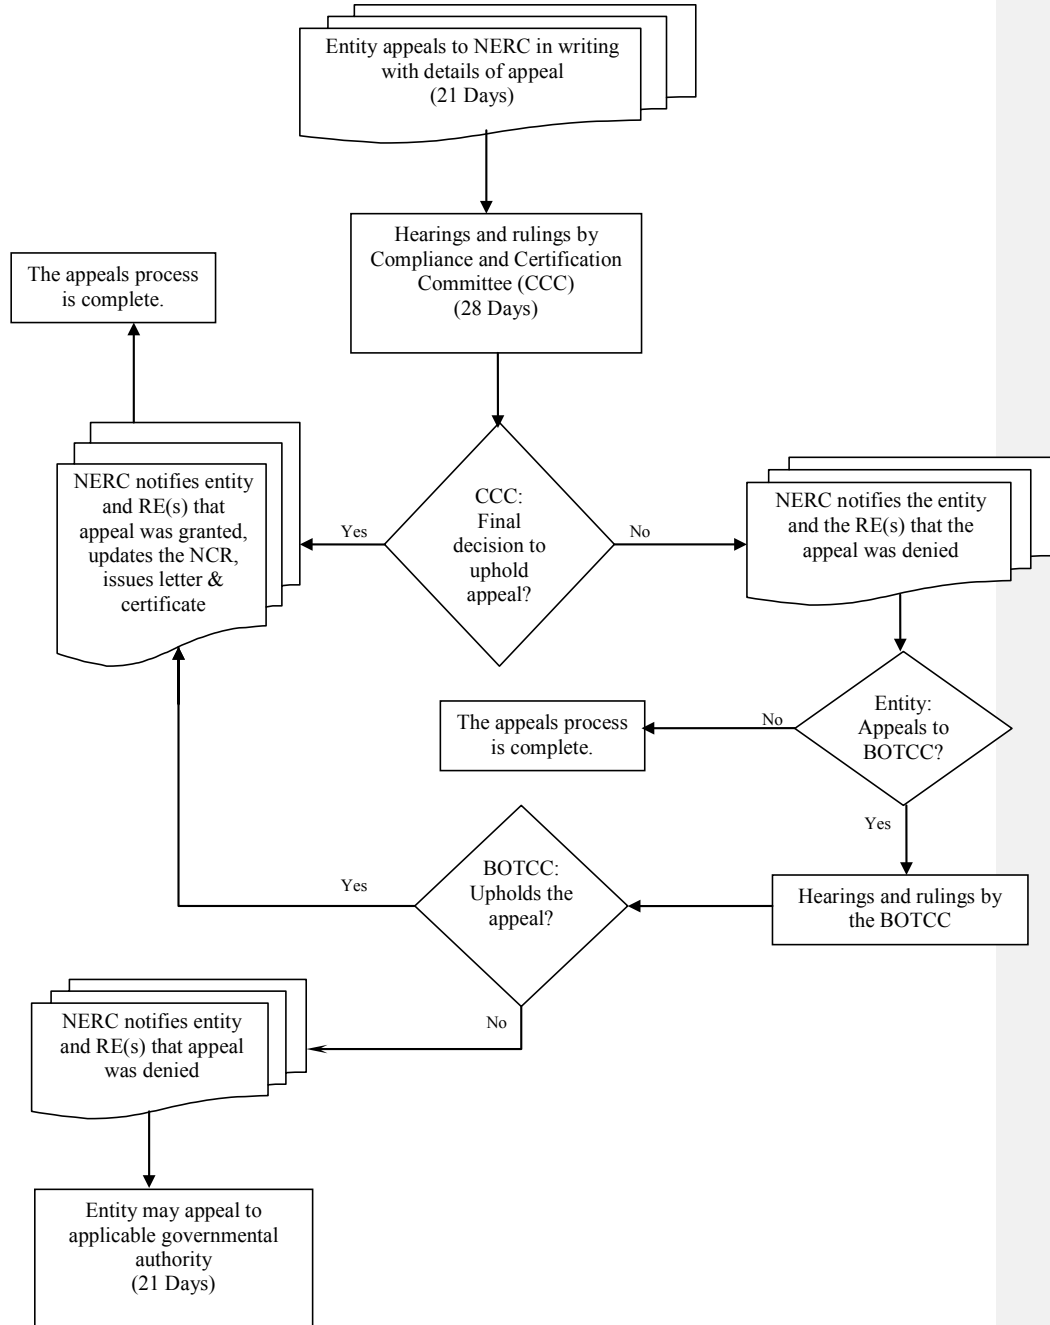 Entity appeals to NERC in writing
with details of appeal
(21 Days)
Hearings and rulings by
Compliance and Certification
Committee (CCC)
(28 Days)
The appeals process
is complete.
NERC notifies entity
and RE(s) that
appeal was granted,
updates the NCR,
issues letter &
certificate
Yes
CCC:
Final
decision to
uphold
appeal?
No
NERC notifies the entity
and the RE(s) that the
appeal was denied
The appeals process
is complete.
No
Entity:
Appeals to
BOTCC?
Yes
Yes
BOTCC:
Upholds the
appeal?
Hearings and rulings by
the BOTCC
No
NERC notifies entity
and RE(s) that appeal
was denied
Entity may appeal to
applicable governmental
authority
(21 Days)